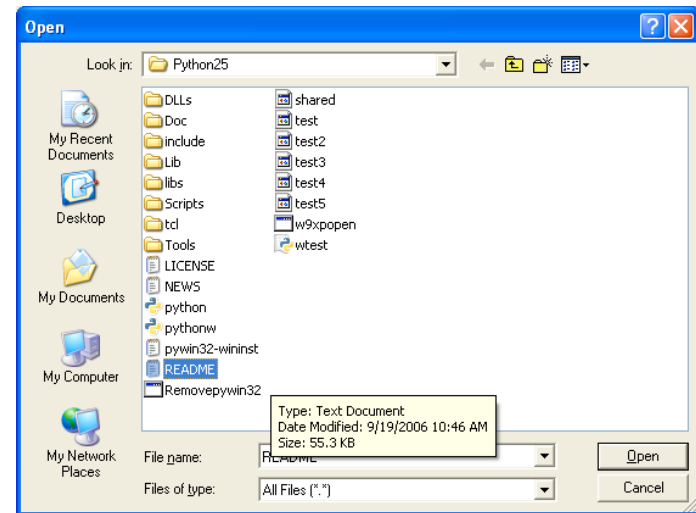 Open
Look in:
Python25
My Recent
Documents
Desktop
My Documents
My Computer
My Network
Places
DLLs
Doc
include
Lib
libs
Scripts
tcl
Tools
LICENSE
NEWS
python
pythonw
pywin32-wininst
README
Removepywin32
shared
test
test2
test3
test4
test5
w9xpopen
wtest
Type: Text Document
Date Modified: 9/19/2006 10:46 AM
Size: 55.3 KB
File name:
README
Open
Files of type:
All Files (*.*)
Cancel